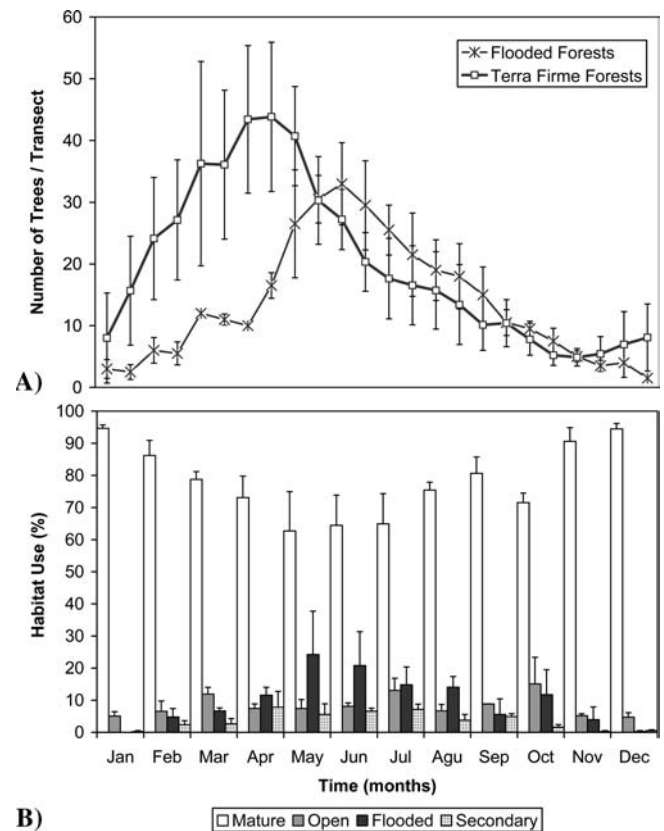 60
50
40
30
20
10
0
Number of Trees / Transect
Flooded Forests
Terra Firme Forests
A)
100
90
80
70
60
50
40
30
20
10
0
Habitat Use (%)
Jan Feb Mar Apr May Jun Jul Agu Sep Oct Nov Dec
Time (months)
B)
Mature Open Flooded Secondary